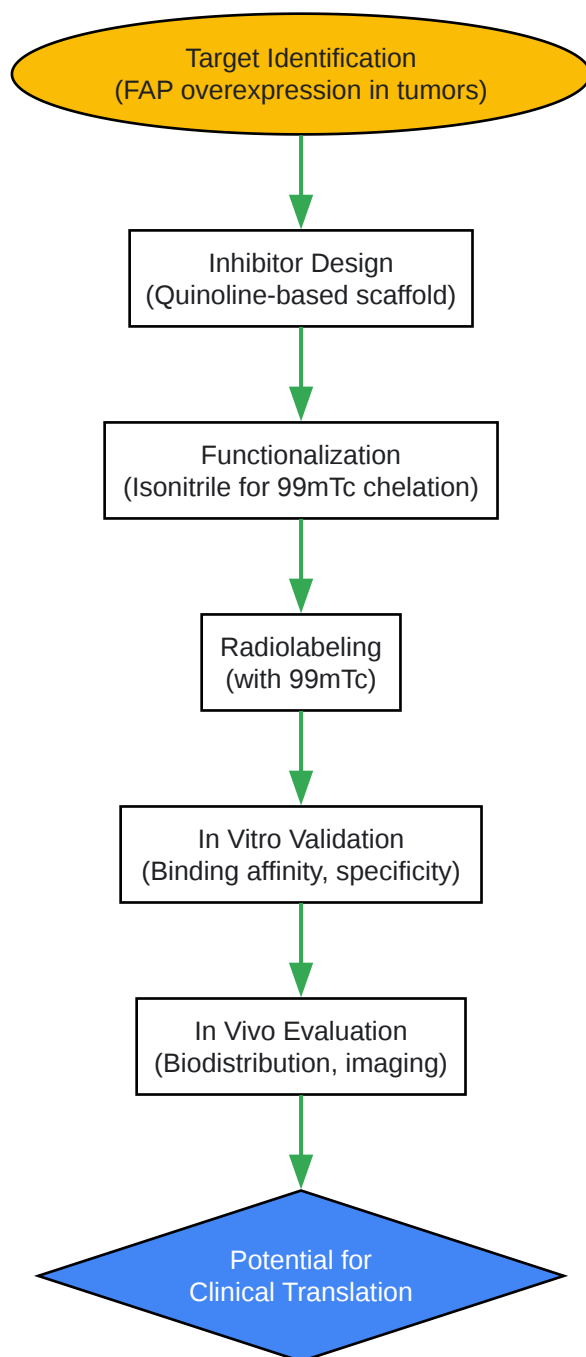 Target Identification
(FAP overexpression in tumors)
Inhibitor Design
(Quinoline-based scaffold)
Functionalization
(Isonitrile for 99mTc chelation)
Radiolabeling
(with 99mTc)
In Vitro Validation
(Binding affinity, specificity)
In Vivo Evaluation
(Biodistribution, imaging)
Potential for
Clinical Translation